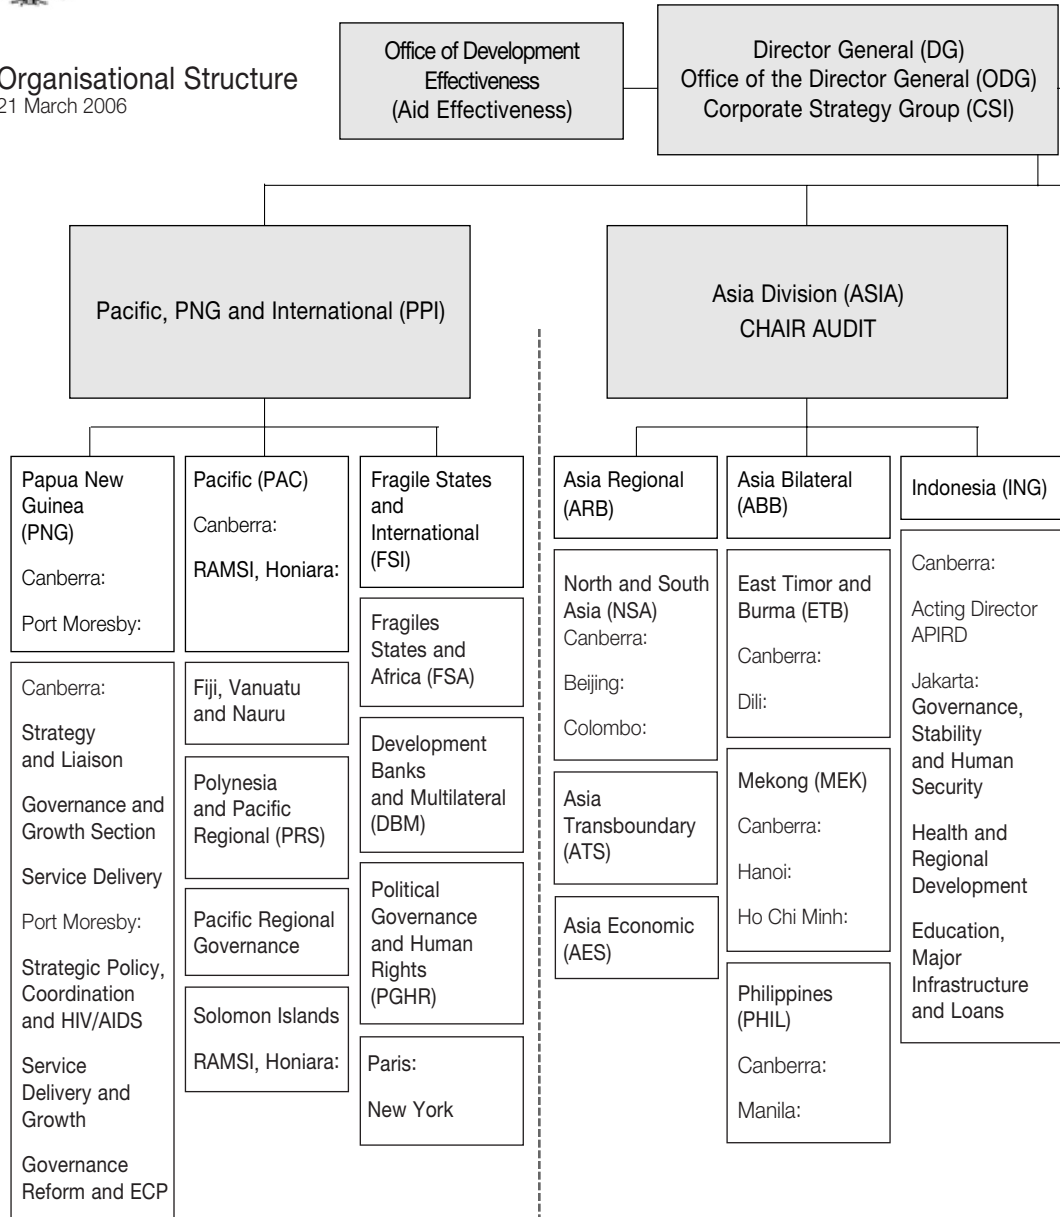 Organisational Structure
21 March 2006
Office of Development
Effectiveness
(Aid Effectiveness)
Director General (DG)
Office of the Director General (ODG)
Corporate Strategy Group (CSI)
Pacific, PNG and International (PPI)
Asia Division (ASIA)
CHAIR AUDIT
Papua New
Guinea
(PNG)
Canberra:
Port Moresby:
Canberra:
Strategy
and Liaison
Governance and
Growth Section
Service Delivery
Port Moresby:
Strategic Policy,
Coordination
and HIV/AIDS
Service
Delivery and
Growth
Governance
Reform and ECP
Pacific (PAC)
Canberra:
RAMSI, Honiara:
Fiji, Vanuatu
and Nauru
Polynesia
and Pacific
Regional (PRS)
Pacific Regional
Governance
Solomon Islands
RAMSI, Honiara:
Fragile States
and
International
(FSI)
Fragiles
States and
Africa (FSA)
Development
Banks
and Multilateral
(DBM)
Political
Governance
and Human
Rights
(PGHR)
Paris:
New York
Asia Regional
(ARB)
North and South
Asia (NSA)
Canberra:
Beijing:
Colombo:
Asia
Transboundary
(ATS)
Asia Economic
(AES)
Asia Bilateral
(ABB)
East Timor and
Burma (ETB)
Canberra:
Dili:
Mekong (MEK)
Canberra:
Hanoi:
Ho Chi Minh:
Philippines
(PHIL)
Canberra:
Manila:
Indonesia (ING)
Canberra:
Acting Director
APIRD
Jakarta:
Governance,
Stability
and Human
Security
Health and
Regional
Development
Education,
Major
Infrastructure
and Loans